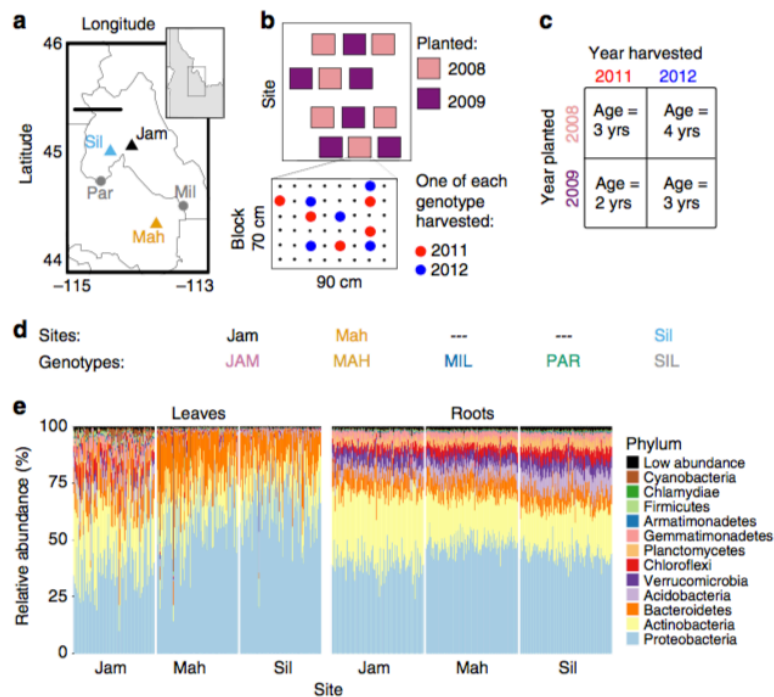 a
Longitude
46
45
44
Latitude
−115
−113
Sil
Jam
Par
Mil
Mah
b
Site
Planted:
2008
2009
Block
70 cm
90 cm
One of each
genotype
harvested:
2011
2012
c
Year harvested
2011 2012
Year planted
2008
2009
Age =
3 yrs
Age =
4 yrs
Age =
2 yrs
Age =
3 yrs
d
Sites: Jam Mah --- --- Sil
Genotypes: JAM MAH MIL PAR SIL
e
Leaves Roots
Relative abundance (%)
100
75
50
25
0
Jam Mah Sil Jam Mah Sil
Site
Phylum
Low abundance
Cyanobacteria
Chlamydiae
Firmicutes
Armatimonadetes
Gemmatimonadetes
Planctomycetes
Chloroflexi
Verrucomicrobia
Acidobacteria
Bacteroidetes
Actinobacteria
Proteobacteria